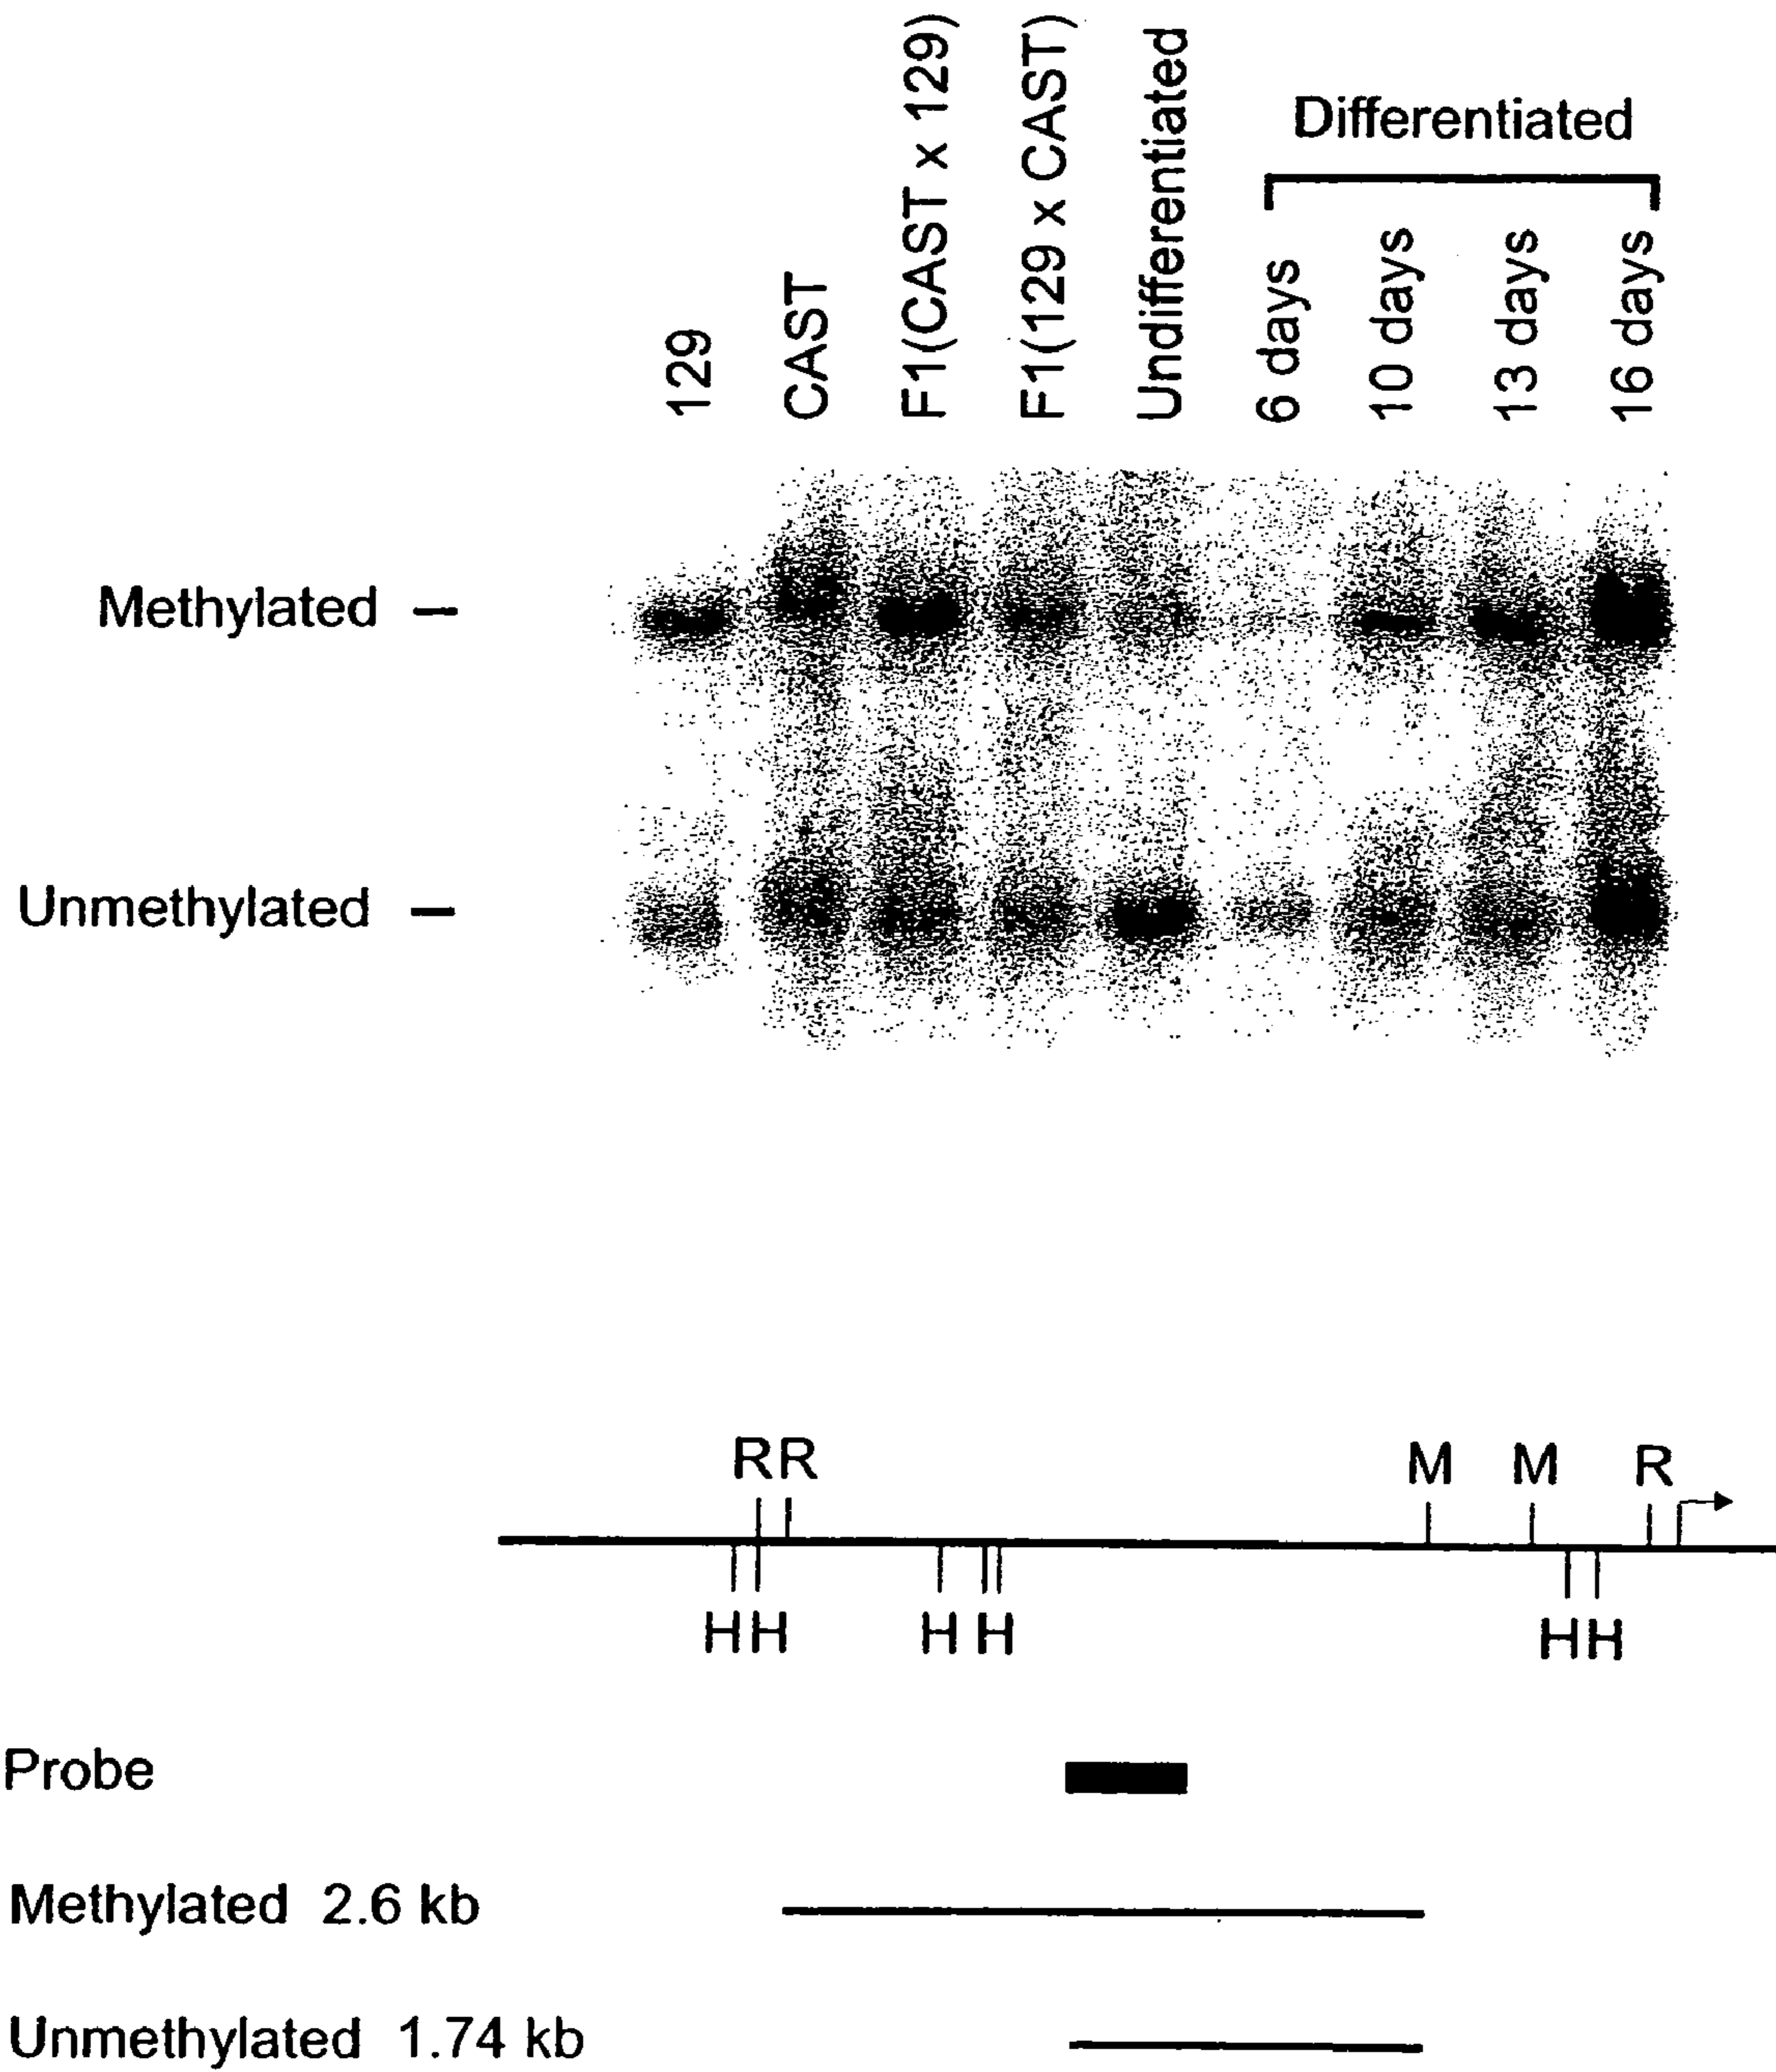 129
CAST
F1(CAST x 129)
F1(129 x CAST)
Undifferentiated
Differentiated
6 days
10 days
13 days
16 days
Methylated
Unmethylated
RR M M R
HH H H HH
Probe
Methylated 2.6 kb
Unmethylated 1.74 kb